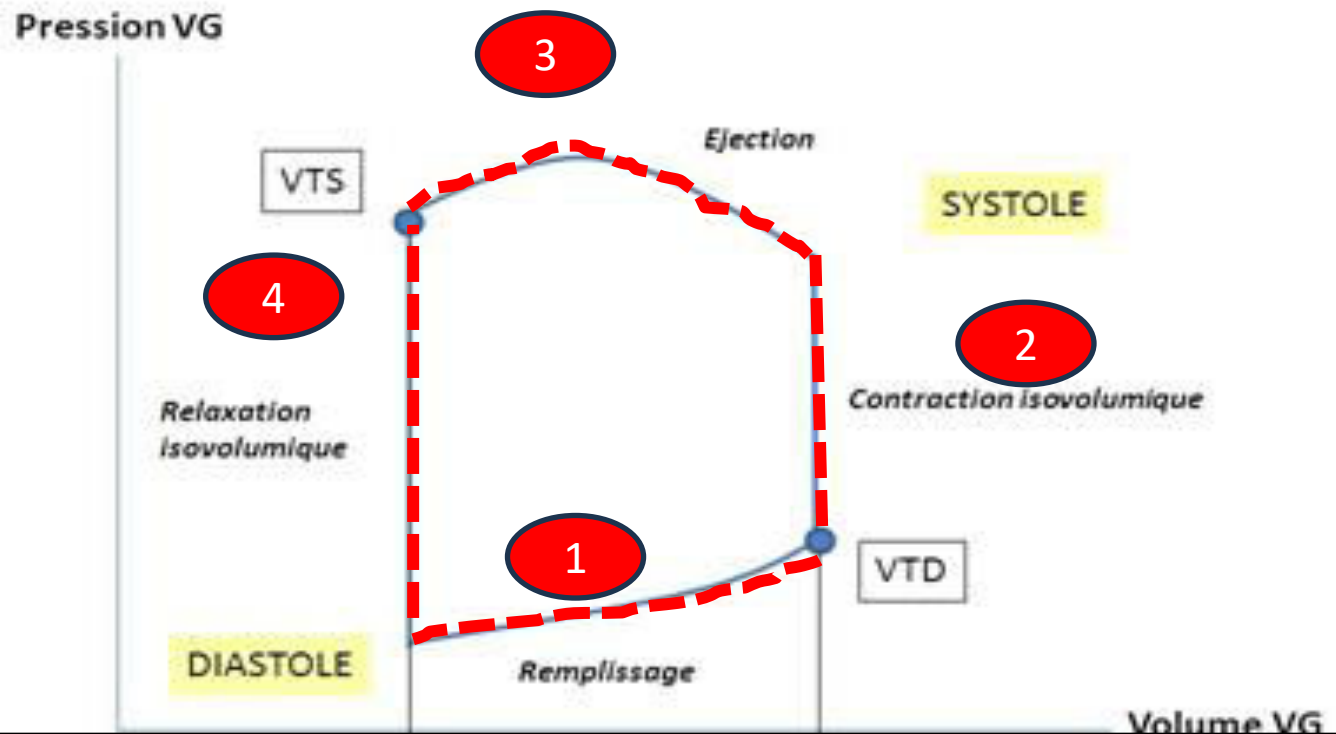 Pression VG
3
Ejection
VTS
SYSTOLE
4
2
Relaxation
isovolumique
Contraction isovolumique
1
VTD
DIASTOLE
Remplissage
Volume VG